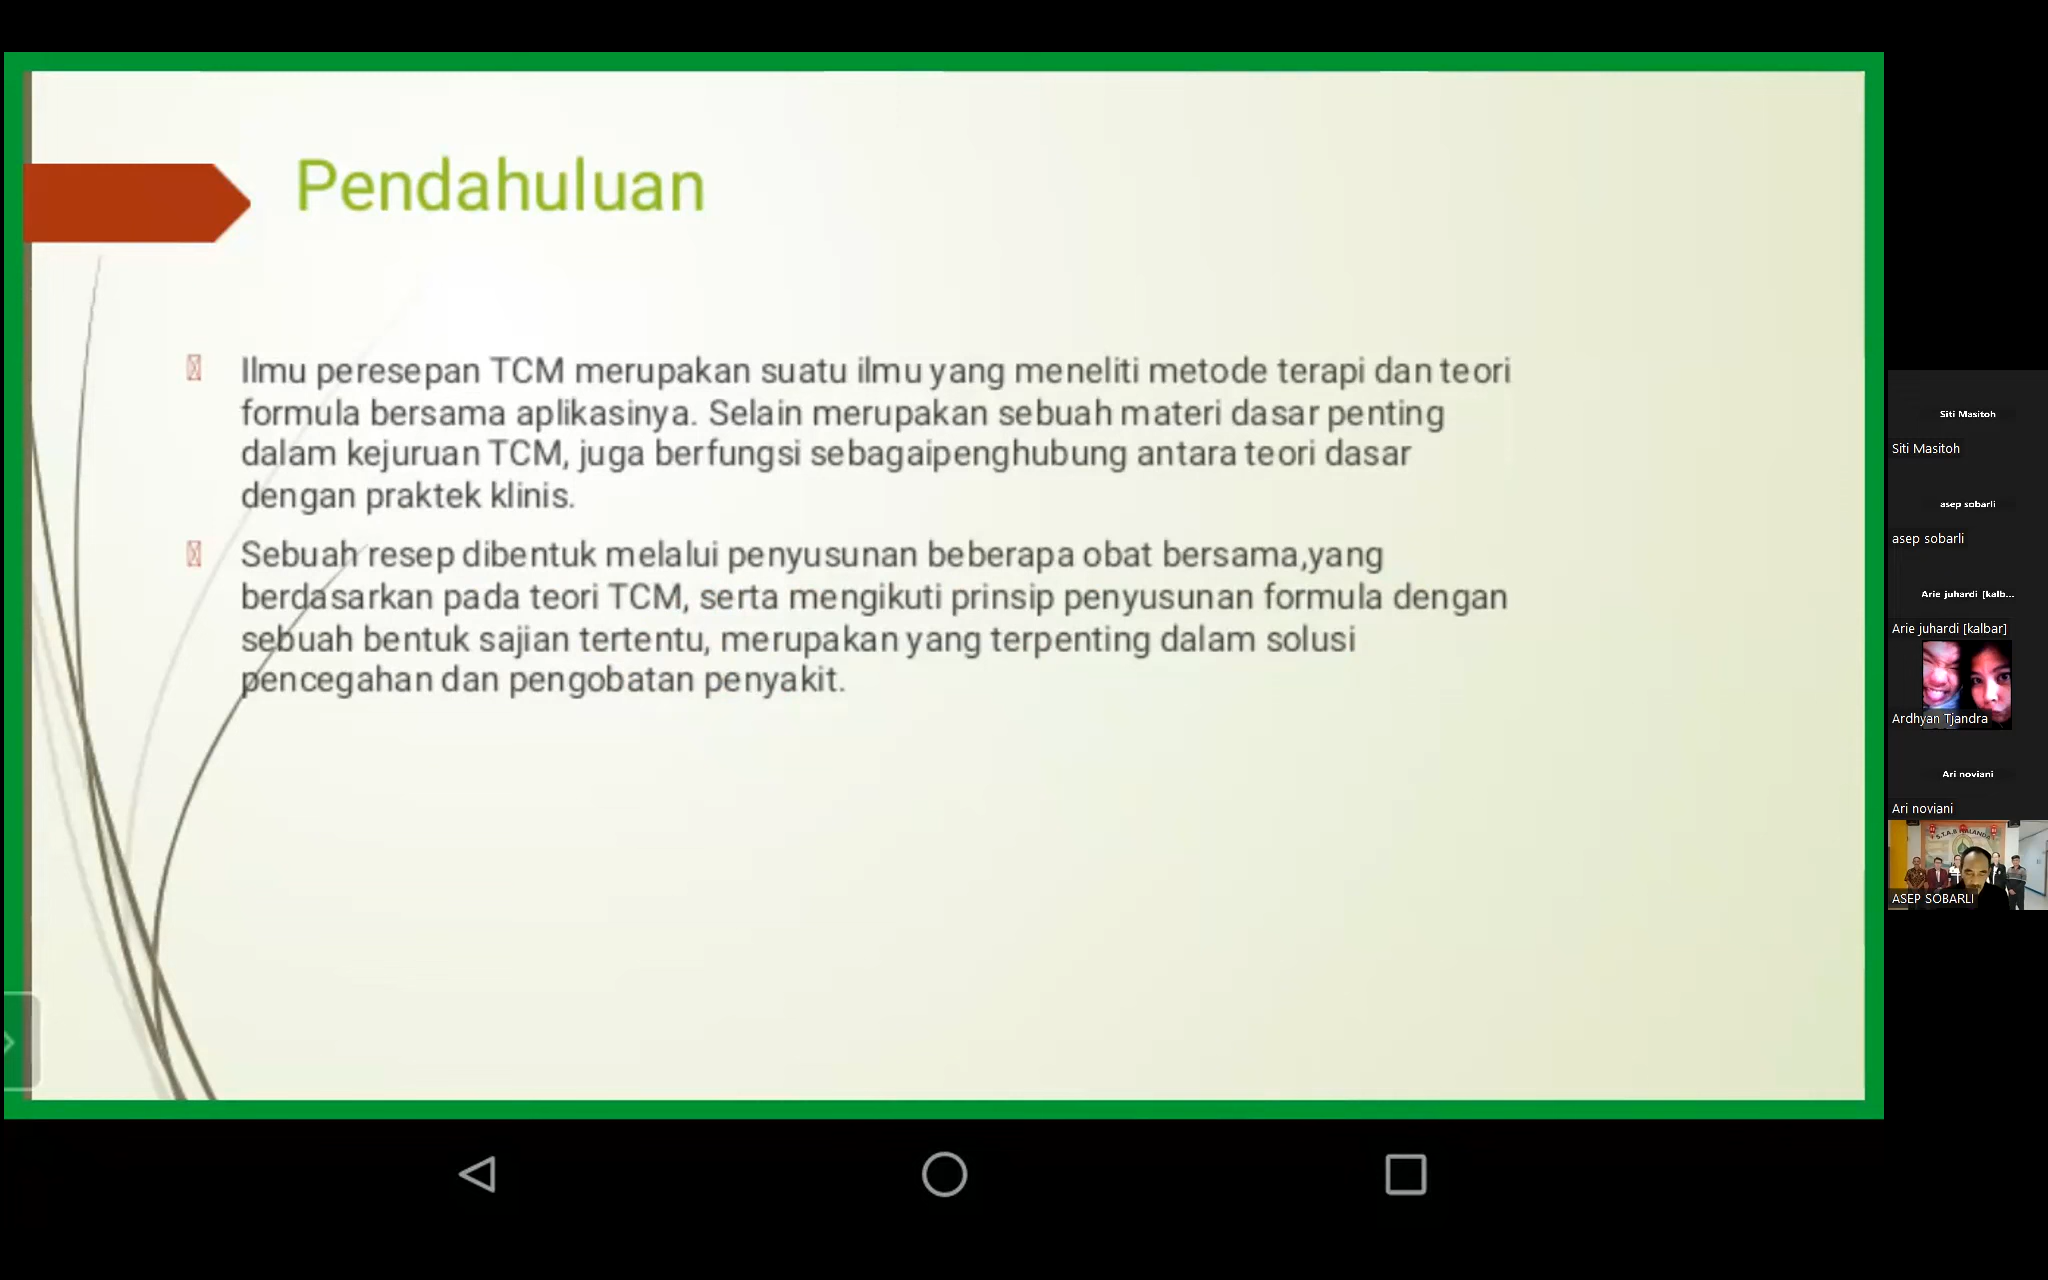 Pendahuluan
Ilmu peresepan TCM merupakan suatu ilmu yang meneliti metode terapi dan teori
formula bersama aplikasinya. Selain merupakan sebuah materi dasar penting
dalam kejuruan TCM, juga berfungsi sebagaipenghubung antara teori dasar
dengan praktek klinis.
Sebuah resep dibentuk melalui penyusunan beberapa obat bersama,yang
berdasarkan pada teori TCM, serta mengikuti prinsip penyusunan formula dengan
sebuah bentuk sajian tertentu, merupakan yang terpenting dalam solusi
pencegahan dan pengobatan penyakit.
Siti Masitoh
Siti Masitoh
asep sobarli
asep sobarli
Arie juhardi [kalb...
Arie juhardi [kalbar]
Ardhyan Tjandra
Ari noviani
Ari noviani
S.T.A.B NALANDA
ASEP SOBARLI